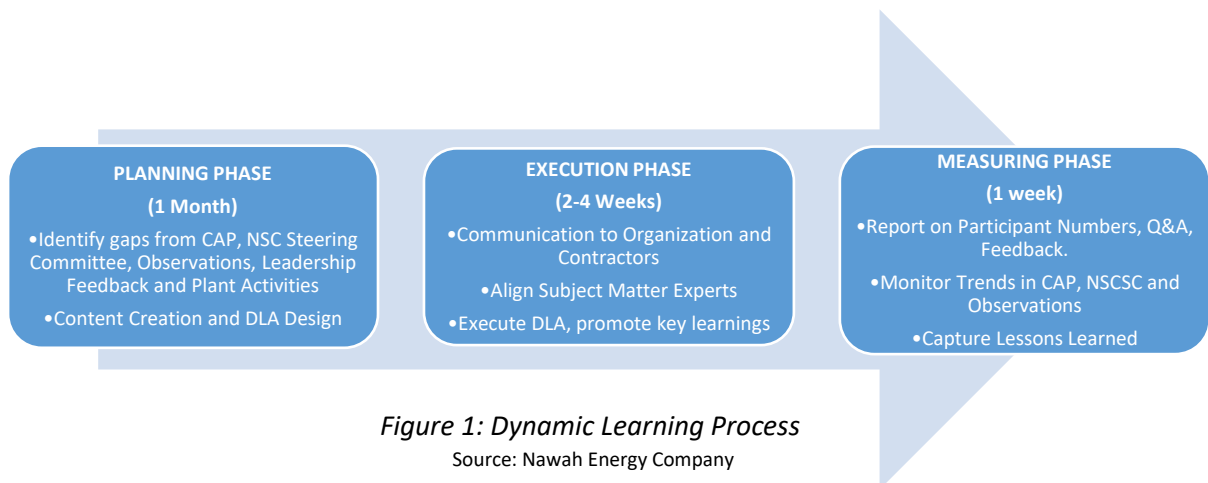 PLANNING PHASE
(1 Month)
•Identify gaps from CAP, NSC Steering
Committee, Observations, Leadership
Feedback and Plant Activities
•Content Creation and DLA Design
EXECUTION PHASE
(2-4 Weeks)
•Communication to Organization and
Contractors
•Align Subject Matter Experts
•Execute DLA, promote key learnings
MEASURING PHASE
(1 week)
•Report on Participant Numbers, Q&A,
Feedback.
•Monitor Trends in CAP, NSCSC and
Observations
•Capture Lessons Learned
Figure 1: Dynamic Learning Process
Source: Nawah Energy Company